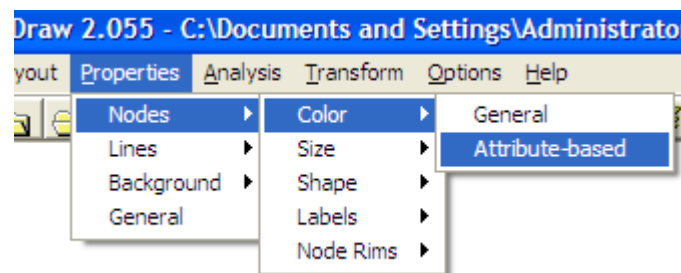 Draw 2.055 - C:\Documents and Settings\Administrato
yout Properties Analysis Transform Options Help
Nodes Color General
Lines Size Attribute-based
Background Shape
General Labels
Node Rims